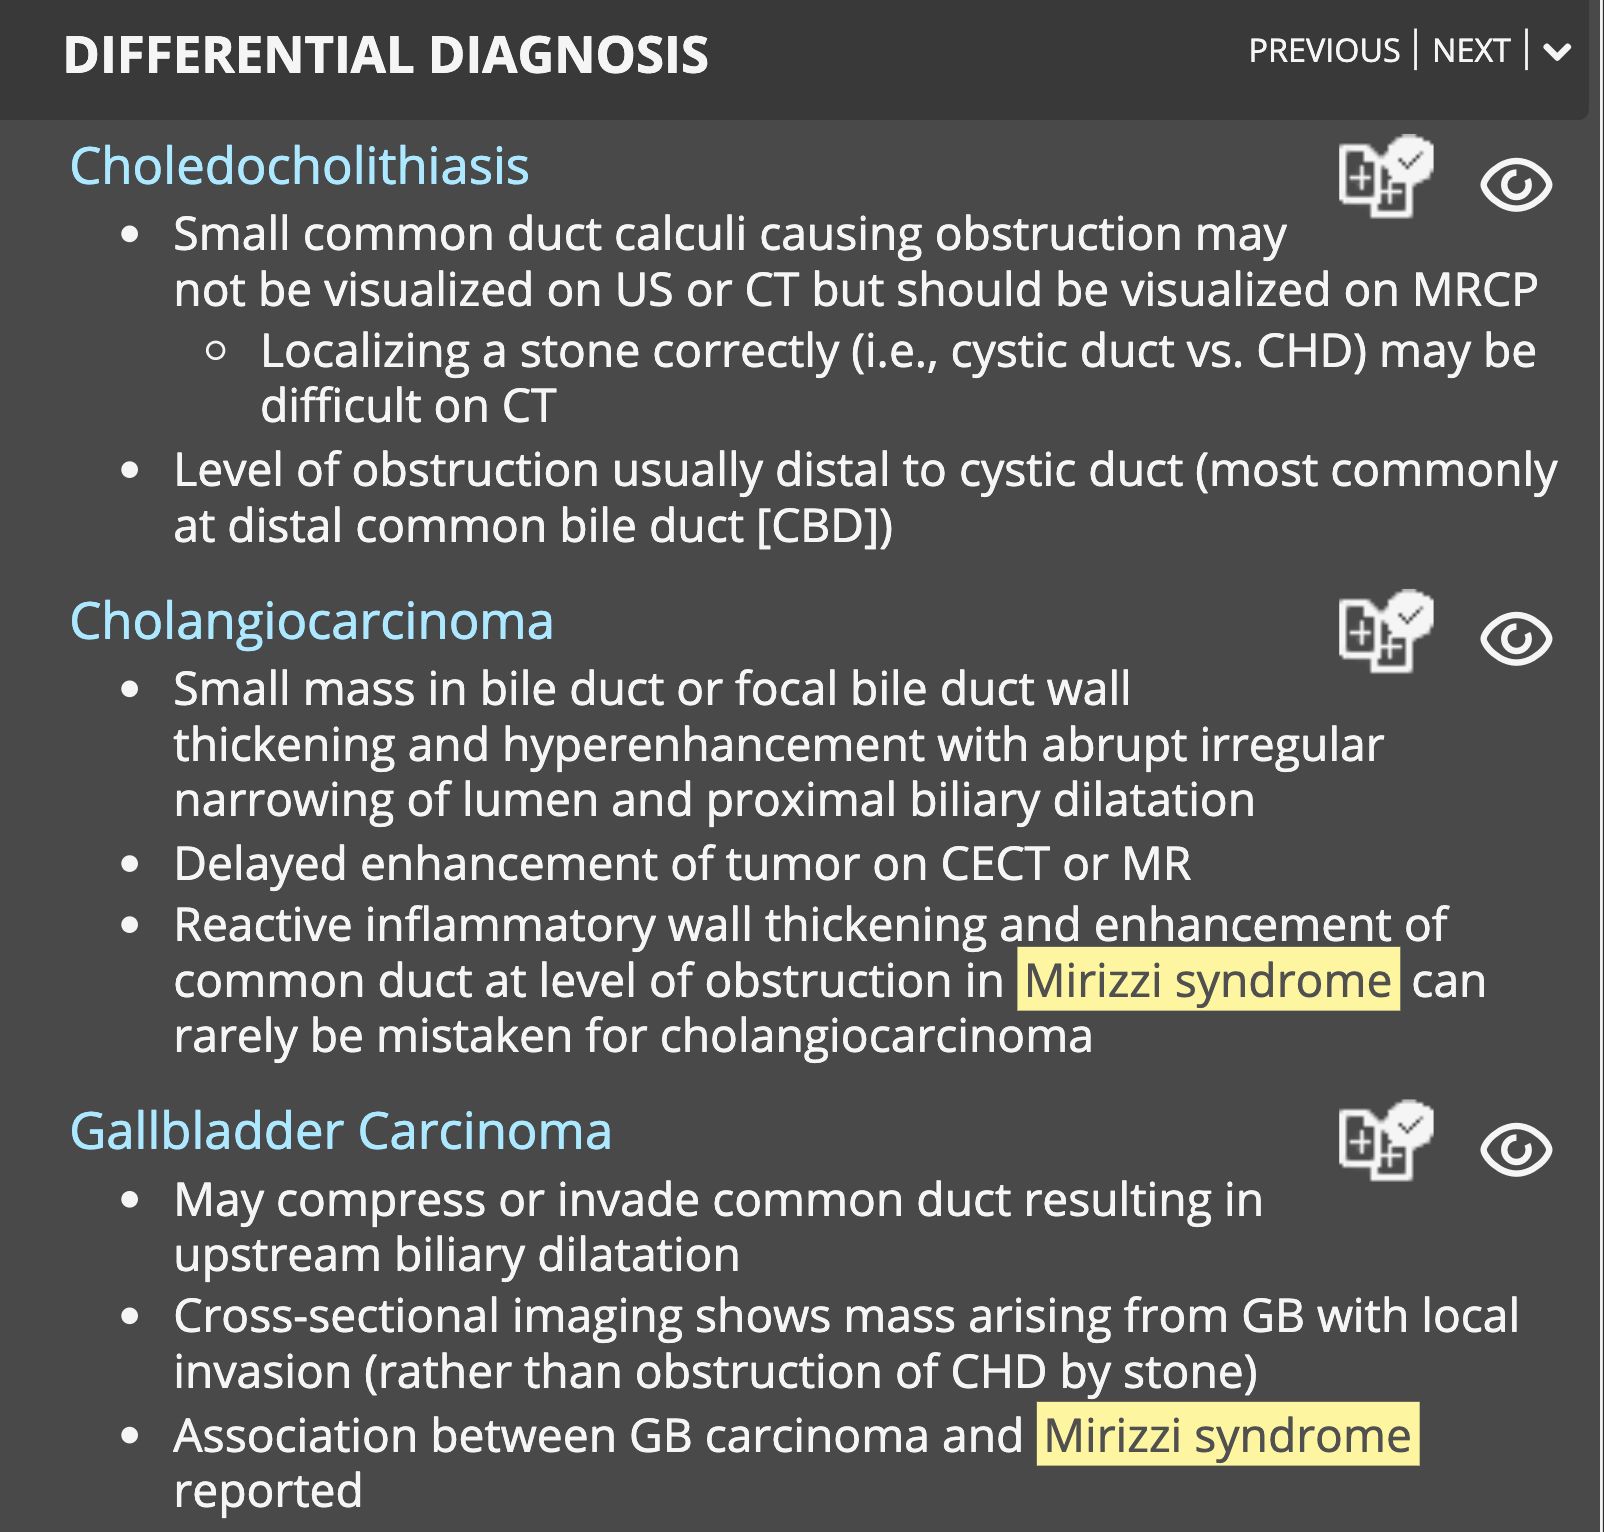 DIFFERENTIAL DIAGNOSIS
PREVIOUS | NEXT |
Choledocholithiasis
• Small common duct calculi causing obstruction may
not be visualized on US or CT but should be visualized on MRCP
○ Localizing a stone correctly (i.e., cystic duct vs. CHD) may be
difficult on CT
• Level of obstruction usually distal to cystic duct (most commonly
at distal common bile duct [CBD])
Cholangiocarcinoma
• Small mass in bile duct or focal bile duct wall
thickening and hyperenhancement with abrupt irregular
narrowing of lumen and proximal biliary dilatation
• Delayed enhancement of tumor on CECT or MR
• Reactive inflammatory wall thickening and enhancement of
common duct at level of obstruction in Mirizzi syndrome can
rarely be mistaken for cholangiocarcinoma
Gallbladder Carcinoma
• May compress or invade common duct resulting in
upstream biliary dilatation
• Cross-sectional imaging shows mass arising from GB with local
invasion (rather than obstruction of CHD by stone)
• Association between GB carcinoma and Mirizzi syndrome
reported